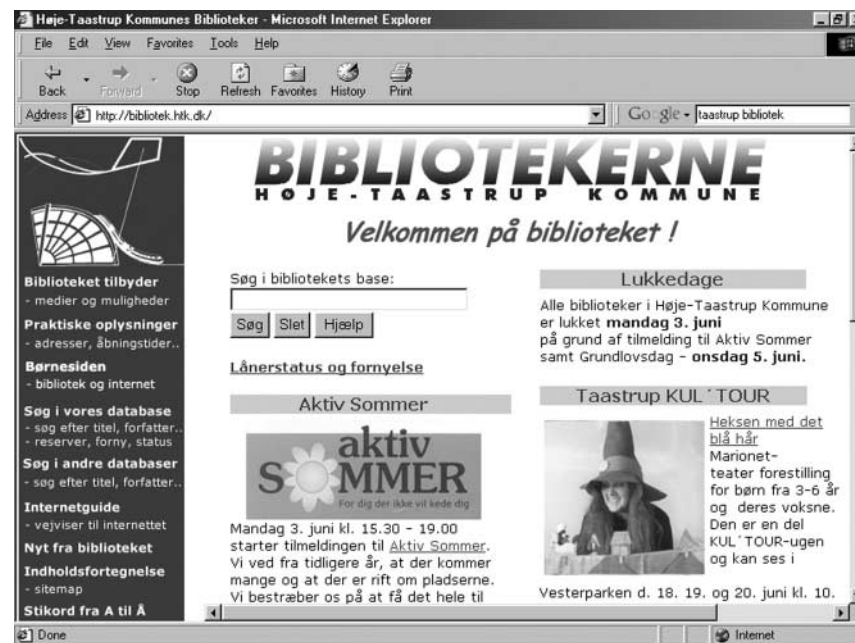 Høje-Taastrup Kommunes Biblioteker - Microsoft Internet Explorer
File Edit View Favorites Tools Help
Back Forward Stop Refresh Favorites History Print
Address http://bibliotek.htk.dk/ Google taastrup bibliotek
Biblioteket tilbyder
- medier og muligheder
Praktiske oplysninger
- adresser, åbningstider..
Børnesiden
- bibliotek og internet
Søg i vores database
- søg efter titel, forfatter..
- reserver, forny, status
Søg i andre databaser
- søg efter titel, forfatter..
Internetguide
- vejviser til internettet
Nyt fra biblioteket
Indholdsfortegnelse
- sitemap
Stikord fra A til Å
BIBLIOTEKERNE
HØJE-TAASTRUP KOMMUNE
Velkommen på biblioteket !
Søg i bibliotekets base:
Søg Slet Hjælp
Lånerstatus og fornyelse
Aktiv Sommer
aktiv
SOMMER
For dig der ikke vil kede dig
Mandag 3. juni kl. 15.30 - 19.00
starter tilmeldingen til Aktiv Sommer.
Vi ved fra tidligere år, at der kommer
mange og at der er rift om pladserne.
Vi bestræber os på at få det hele til
Lukkedage
Alle biblioteker i Høje-Taastrup Kommune
er lukket mandag 3. juni
på grund af tilmelding til Aktiv Sommer
samt Grundlovsdag - onsdag 5. juni.
Taastrup KUL´TOUR
Heksen med det
blå hår
Marionet-
teater forestilling
for børn fra 3-6 år
og deres voksne.
Den er en del
KUL´TOUR-ugen
og kan ses i
Vesterparken d. 18. 19. og 20. juni kl. 10.
Done Internet